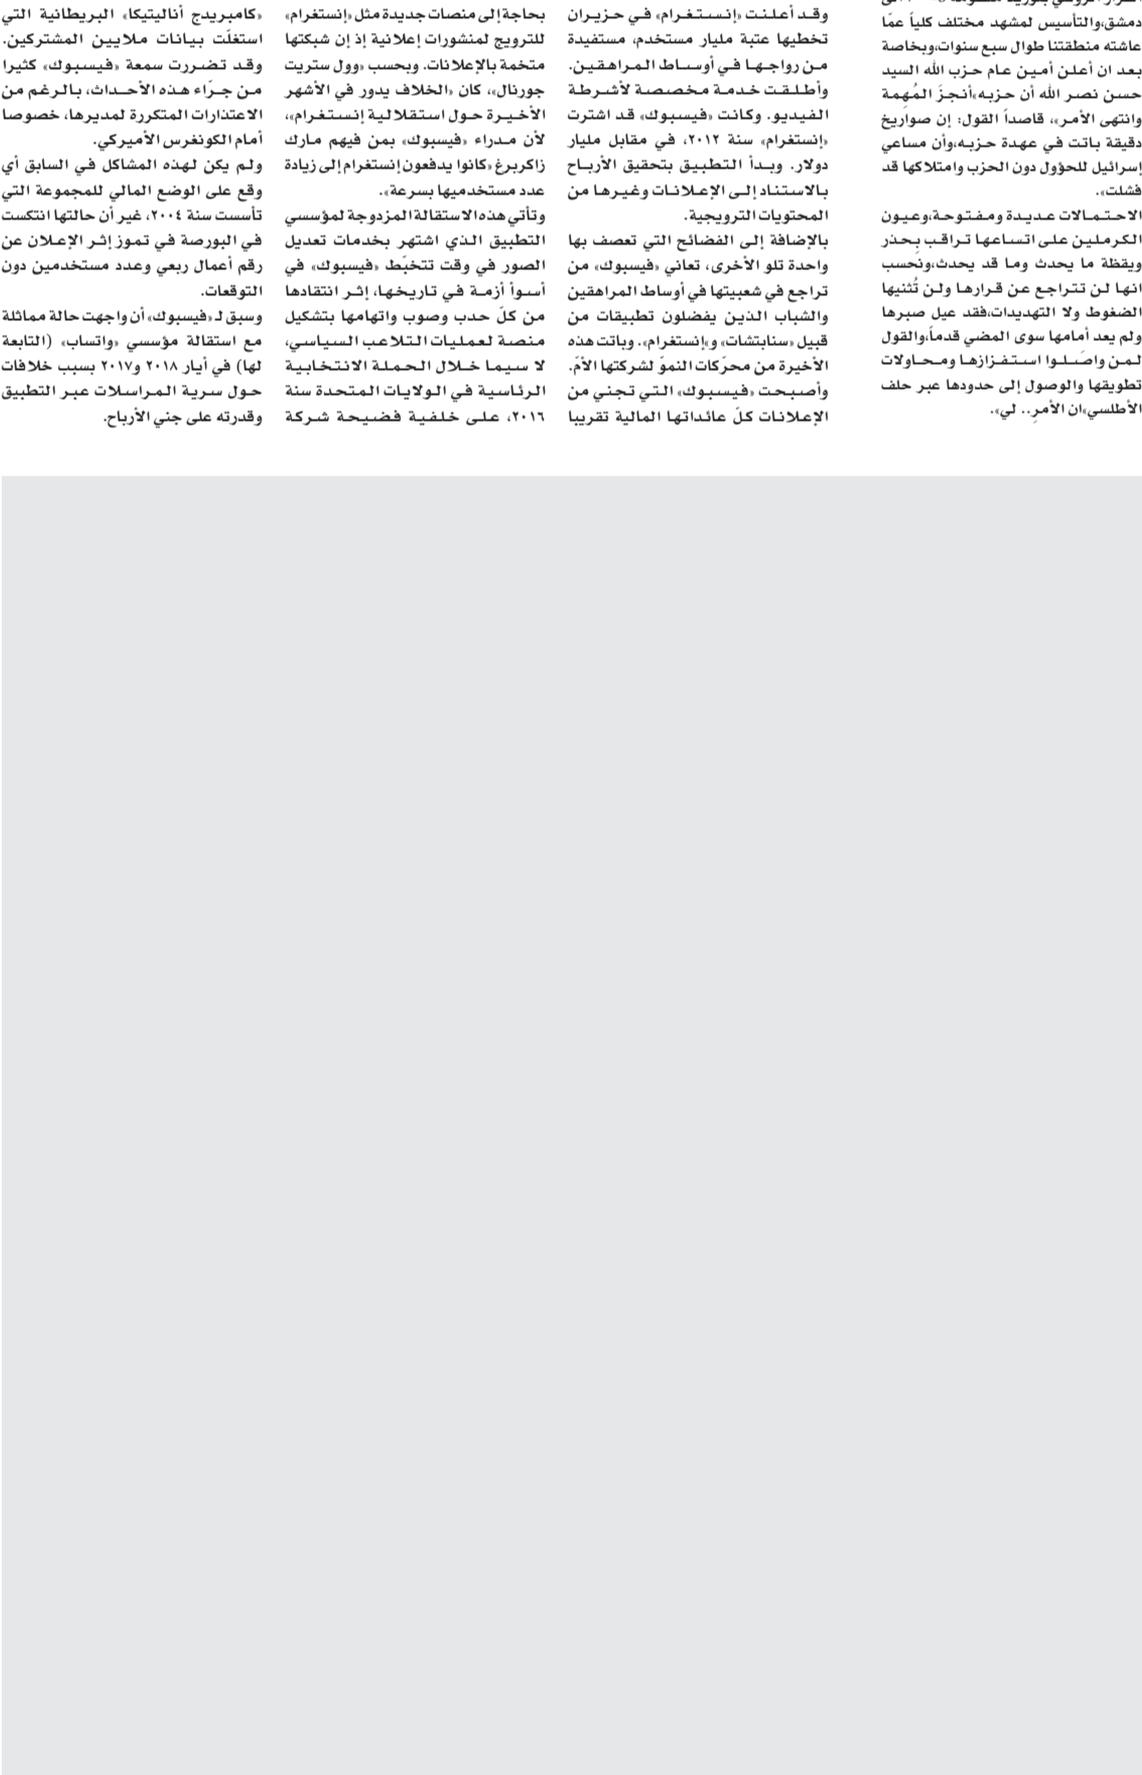 دمشق،والتأسيس لمشهد مختلف كلياً عمّا
عاشته منطقتنا طوال سبع سنوات،وبخاصة
بعد ان أعلن أمين عام حزب الله السيد
حسن نصر الله أن حزبه«أنجزَ المُهمة
وانتهى الأمر»، قاصداً القول: إن صواريخ
دقيقة باتت في عهدة حزبه،وأن مساعي
إسرائيل للحؤول دون الحزب وامتلاكها قد
فشلت».
الاحتمالات عديدة ومفتوحة،وعيون
الكرملين على اتساعها تراقب بِحذر
ويقظة ما يحدث وما قد يحدث،ونحسب
انها لن تتراجع عن قرارها ولن تُثنيها
الضغوط ولا التهديدات،فقد عيل صبرها
ولم يعد أمامها سوى المضي قدماً،والقول
لمن واصَلوا استفزازها ومحاولات
تطويقها والوصول إلى حدودها عبر حلف
الأطلسي«ان الأمرِ.. لي».
وقد أعلنت «إنستغرام» في حزيران
تخطيها عتبة مليار مستخدم، مستفيدة
من رواجها في أوساط المراهقين.
وأطلقت خدمة مخصصة لأشرطة
الفيديو. وكانت «فيسبوك» قد اشترت
«إنستغرام» سنة ٢٠١٢، في مقابل مليار
دولار. وبدأ التطبيق بتحقيق الأرباح
بالاستناد إلى الإعلانات وغيرها من
المحتويات الترويجية.
بالإضافة إلى الفضائح التي تعصف بها
واحدة تلو الأخرى، تعاني «فيسبوك» من
تراجع في شعبيتها في أوساط المراهقين
والشباب الذين يفضلون تطبيقات من
قبيل «سنابتشات» و«إنستغرام». وباتت هذه
الأخيرة من محرّكات النموّ لشركتها الأمّ.
وأصبحت «فيسبوك» التي تجني من
الإعلانات كلّ عائداتها المالية تقريبا
بحاجة إلى منصات جديدة مثل «إنستغرام»
للترويج لمنشورات إعلانية إذ إن شبكتها
متخمة بالإعلانات. وبحسب «وول ستريت
جورنال»، كان «الخلاف يدور في الأشهر
الأخيرة حول استقلالية إنستغرام»،
لأن مدراء «فيسبوك» بمن فيهم مارك
زاكربرغ «كانوا يدفعون إنستغرام إلى زيادة
عدد مستخدميها بسرعة».
وتأتي هذه الاستقالة المزدوجة لمؤسسي
التطبيق الذي اشتهر بخدمات تعديل
الصور في وقت تتخبّط «فيسبوك» في
أسوأ أزمة في تاريخها، إثر انتقادها
من كلّ حدب وصوب واتهامها بتشكيل
منصة لعمليات التلاعب السياسي،
لا سيما خلال الحملة الانتخابية
الرئاسية في الولايات المتحدة سنة
٢٠١٦، على خلفية فضيحة شركة
«كامبريدج أناليتيكا» البريطانية التي
استغلّت بيانات ملايين المشتركين.
وقد تضررت سمعة «فيسبوك» كثيرا
من جرّاء هذه الأحداث، بالرغم من
الاعتذارات المتكررة لمديرها، خصوصا
أمام الكونغرس الأميركي.
ولم يكن لهذه المشاكل في السابق أي
وقع على الوضع المالي للمجموعة التي
تأسست سنة ٢٠٠٤، غير أن حالتها انتكست
في البورصة في تموز إثر الإعلان عن
رقم أعمال ربعي وعدد مستخدمين دون
التوقعات.
وسبق لـ «فيسبوك» أن واجهت حالة مماثلة
مع استقالة مؤسسي «واتساب» (التابعة
لها) في أيار ٢٠١٨ و٢٠١٧ بسبب خلافات
حول سرية المراسلات عبر التطبيق
وقدرته على جني الأرباح.